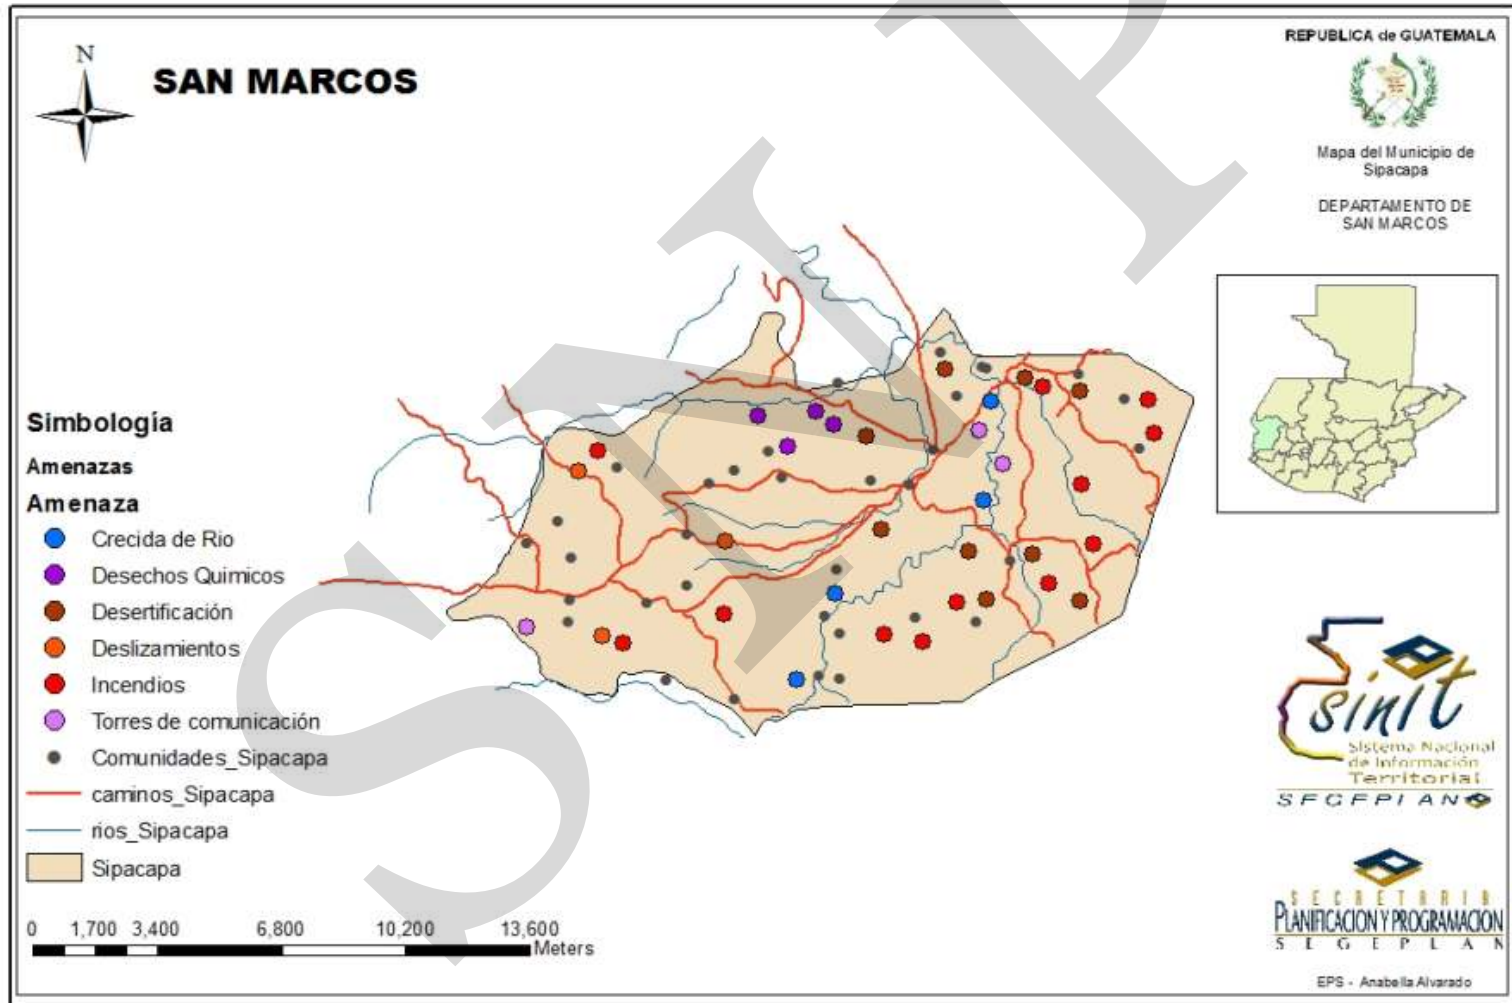 N
SAN MARCOS
REPUBLICA de GUATEMALA
Mapa del Municipio de
Sipacapa
DEPARTAMENTO DE
SAN MARCOS
Simbología
Amenazas
Amenaza
Crecida de Rio
Desechos Quimicos
Desertificación
Deslizamientos
Incendios
Torres de comunicación
Comunidades_Sipacapa
caminos_Sipacapa
rios_Sipacapa
Sipacapa
0 1,700 3,400 6,800 10,200 13,600
Meters
sinit
Sistema Nacional
de Información
Territorial
SEGEPLAN
SECRETARIA
PLANIFICACION Y PROGRAMACION
SEGEPLAN
EPS - Anabella Alvarado